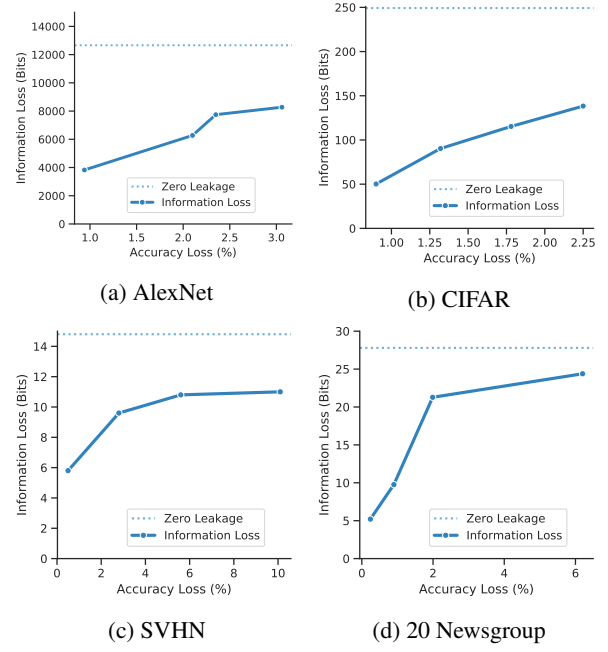 14000
12000
10000
8000
6000
4000
2000
0
Information Loss (Bits)
Zero Leakage
Information Loss
1.0 1.5 2.0 2.5 3.0
Accuracy Loss (%)
(a) AlexNet
250
200
150
100
50
0
Information Loss (Bits)
Zero Leakage
Information Loss
1.00 1.25 1.50 1.75 2.00 2.25
Accuracy Loss (%)
(b) CIFAR
14
12
10
8
6
4
2
0
Information Loss (Bits)
Zero Leakage
Information Loss
0 2 4 6 8 10
Accuracy Loss (%)
(c) SVHN
30
25
20
15
10
5
0
Information Loss (Bits)
Zero Leakage
Information Loss
0 2 4 6
Accuracy Loss (%)
(d) 20 Newsgroup